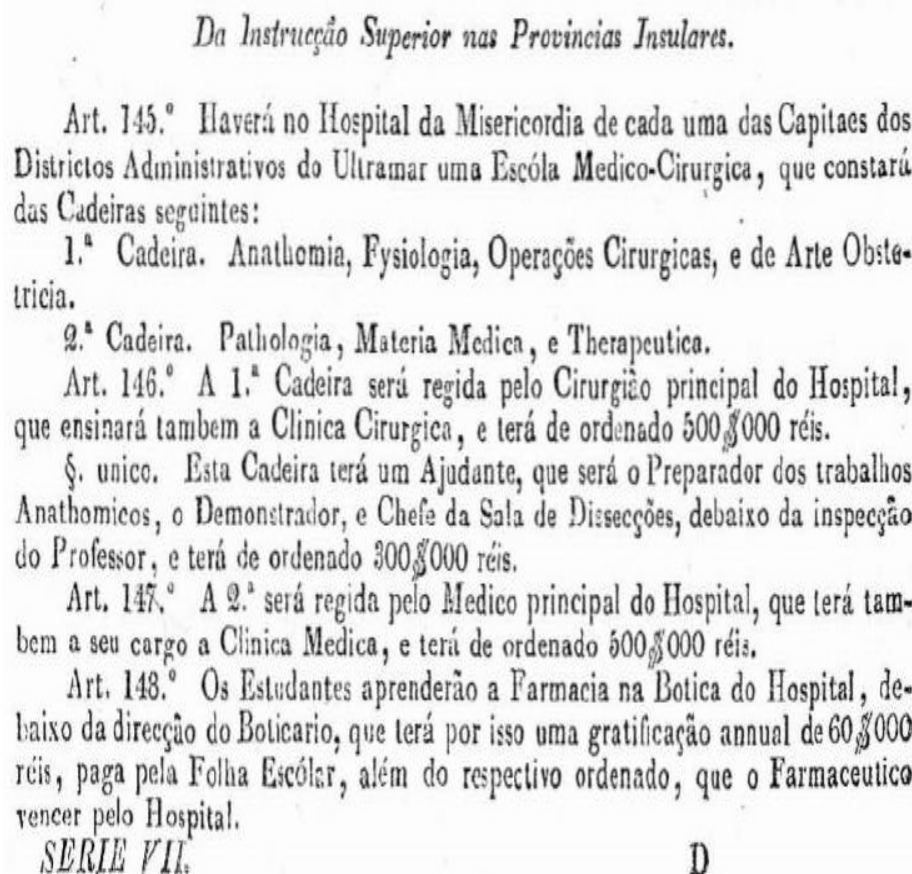 Da Instrucção Superior nas Provincias Insulares.
Art. 145.º Haverá no Hospital da Misericordia de cada uma das Capitaes dos
Districtos Administrativos do Ultramar uma Escóla Medico-Cirurgica, que constará
das Cadeiras seguintes:
1.ª Cadeira. Anathomia, Fysiologia, Operações Cirurgicas, e de Arte Obste-
tricia.
2.ª Cadeira. Pathologia, Materia Medica, e Therapeutica.
Art. 146.º A 1.ª Cadeira será regida pelo Cirurgião principal do Hospital,
que ensinará tambem a Clinica Cirurgica, e terá de ordenado 500$000 réis.
§. unico. Esta Cadeira terá um Ajudante, que será o Preparador dos trabalhos
Anathomicos, o Demonstrador, e Chefe da Sala de Dissecções, debaixo da inspecção
do Professor, e terá de ordenado 300$000 réis.
Art. 147.º A 2.ª será regida pelo Medico principal do Hospital, que terá tam-
bem a seu cargo a Clinica Medica, e terá de ordenado 500$000 réis.
Art. 148.º Os Estudantes aprenderão a Farmacia na Botica do Hospital, de-
baixo da direcção do Boticario, que terá por isso uma gratificação annual de 60$000
réis, paga pela Folha Escólar, além do respectivo ordenado, que o Farmaceutico
vencer pelo Hospital.
SERIE VII. D